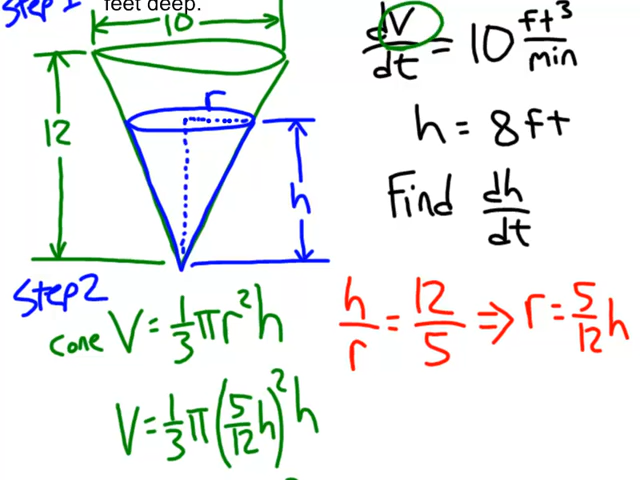 Step 1
feet deep.
10
12
r
h
dV/dt = 10 ft³/min
h = 8 ft
Find dh/dt
Step 2
cone V = 1/3 π r² h
h/r = 12/5 ⇒ r = 5/12 h
V = 1/3 π (5/12 h)² h